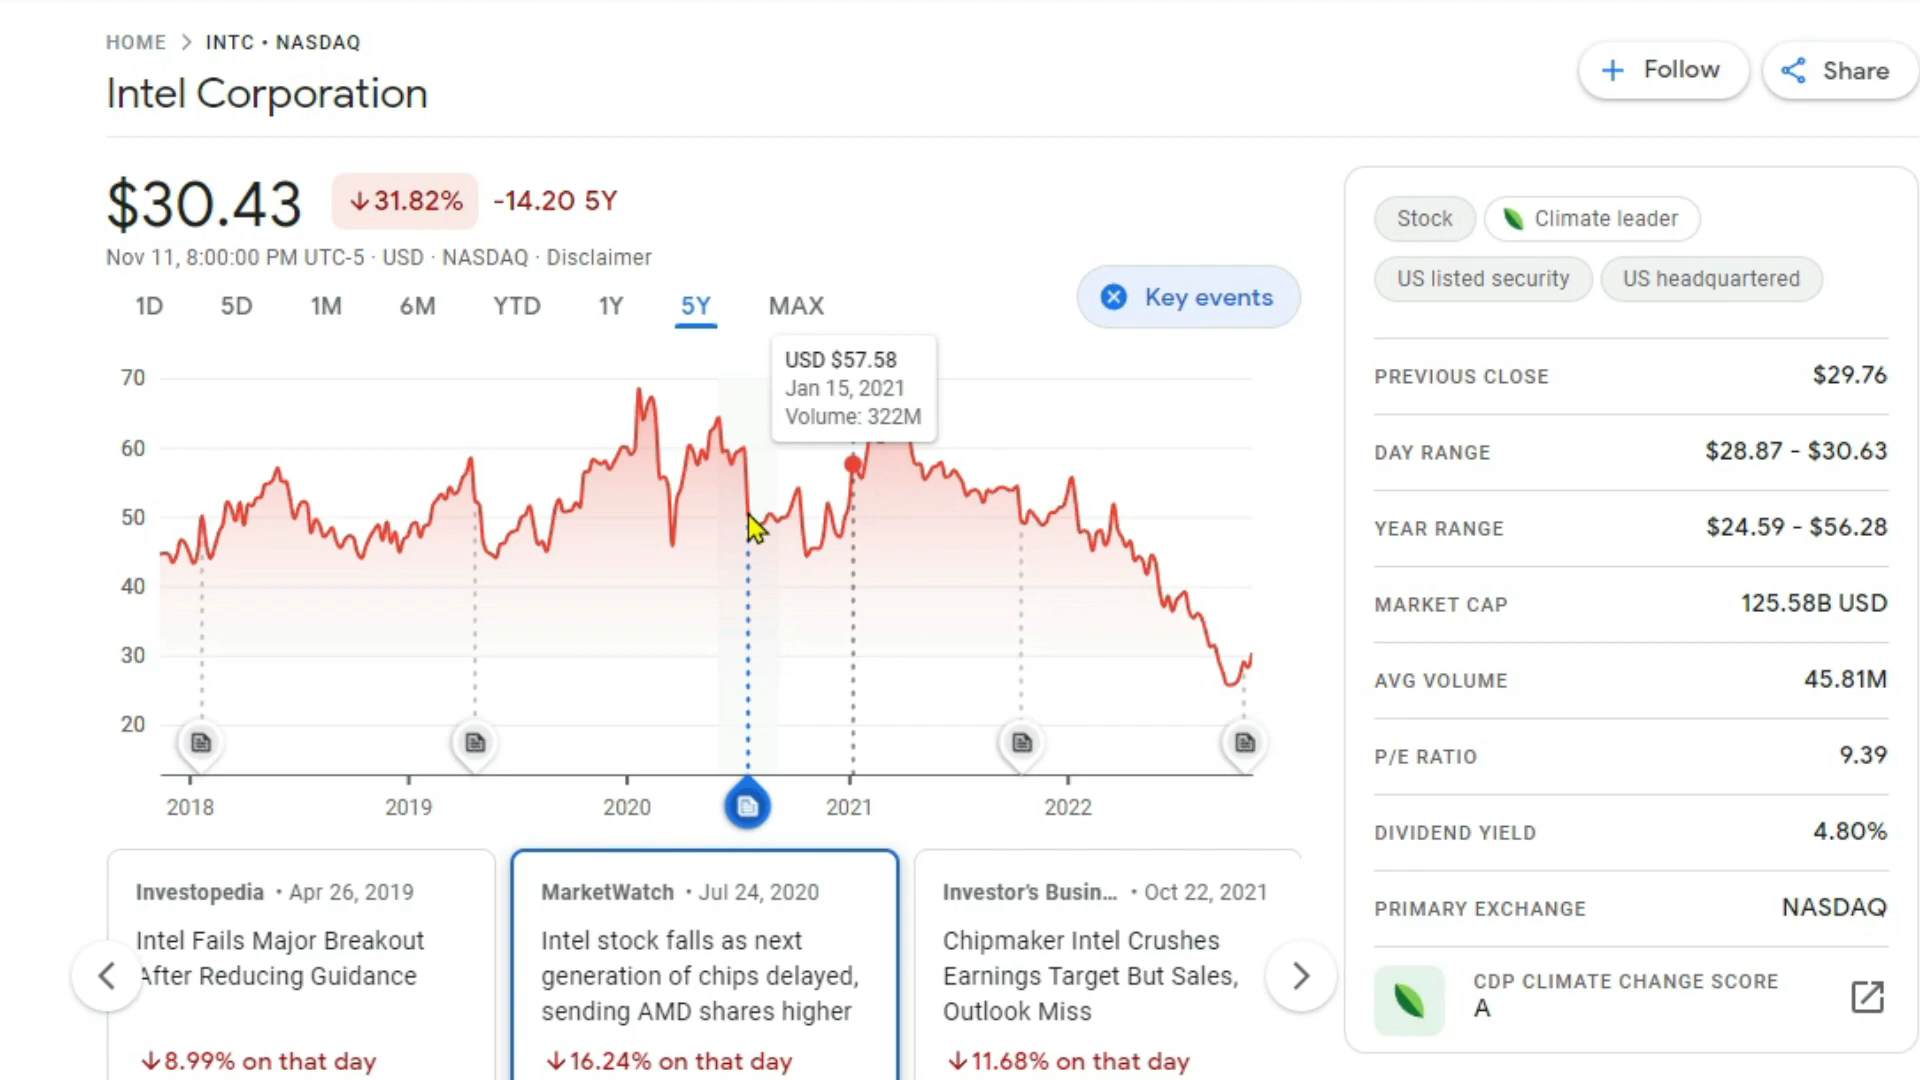 HOME > INTC • NASDAQ
Intel Corporation
Follow
Share
$30.43
↓31.82%
-14.20 5Y
Nov 11, 8:00:00 PM UTC-5 · USD · NASDAQ · Disclaimer
1D 5D 1M 6M YTD 1Y 5Y MAX
Key events
USD $57.58
Jan 15, 2021
Volume: 322M
70
60
50
40
30
20
2018 2019 2020 2021 2022
Investopedia • Apr 26, 2019
Intel Fails Major Breakout
After Reducing Guidance
↓8.99% on that day
MarketWatch • Jul 24, 2020
Intel stock falls as next
generation of chips delayed,
sending AMD shares higher
↓16.24% on that day
Investor's Busin... • Oct 22, 2021
Chipmaker Intel Crushes
Earnings Target But Sales,
Outlook Miss
↓11.68% on that day
Stock
Climate leader
US listed security
US headquartered
PREVIOUS CLOSE $29.76
DAY RANGE $28.87 - $30.63
YEAR RANGE $24.59 - $56.28
MARKET CAP 125.58B USD
AVG VOLUME 45.81M
P/E RATIO 9.39
DIVIDEND YIELD 4.80%
PRIMARY EXCHANGE NASDAQ
CDP CLIMATE CHANGE SCORE
A